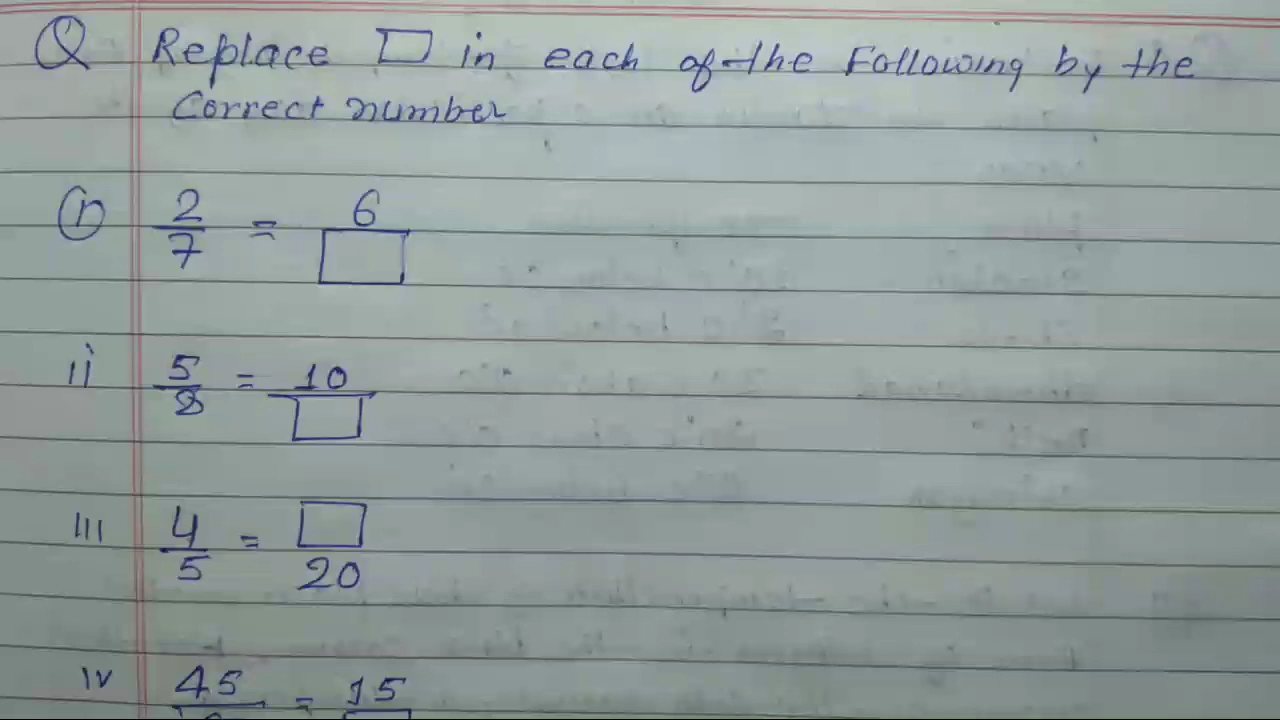 Q Replace □ in each of the Following by the
Correct number
i) 2/7 = 6/□
ii 5/8 = 10/□
iii 4/5 = □/20
iv 45 = 15/□